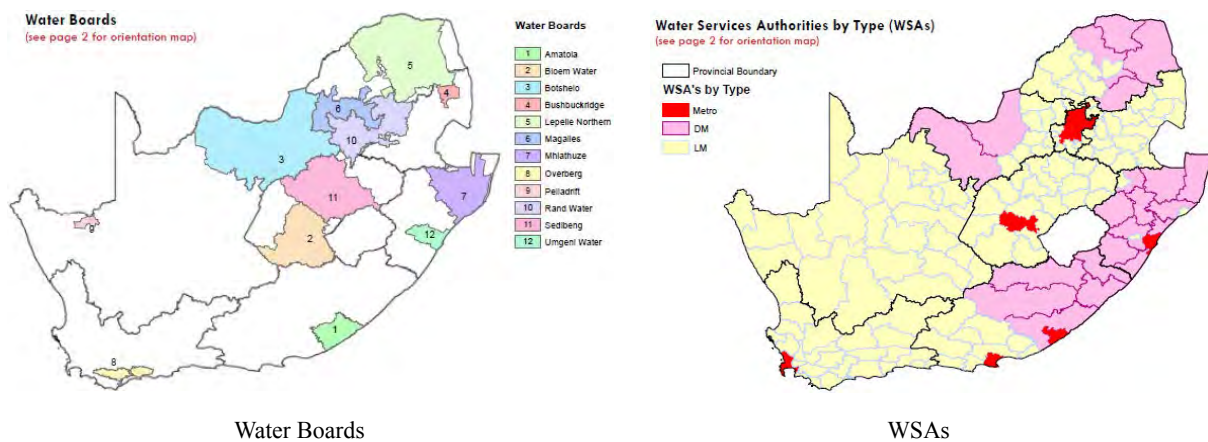 Water Boards
(see page 2 for orientation map)
Water Boards
1 Amatola
2 Bloem Water
3 Botshelo
4 Bushbuckridge
5 Lepelle Northern
6 Magalies
7 Mhlathuze
8 Overberg
9 Pelladrift
10 Rand Water
11 Sedibeng
12 Umgeni Water
5
4
6
10
3
11
7
9
2
12
1
8
Water Boards
Water Services Authorities by Type (WSAs)
(see page 2 for orientation map)
Provincial Boundary
WSA's by Type
Metro
DM
LM
WSAs